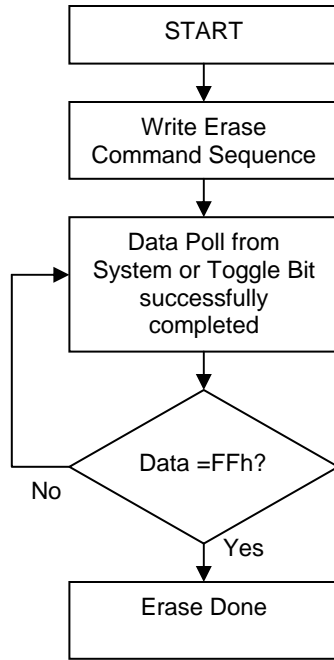 START
Write Erase
Command Sequence
Data Poll from
System or Toggle Bit
successfully
completed
Data =FFh?
No
Yes
Erase Done